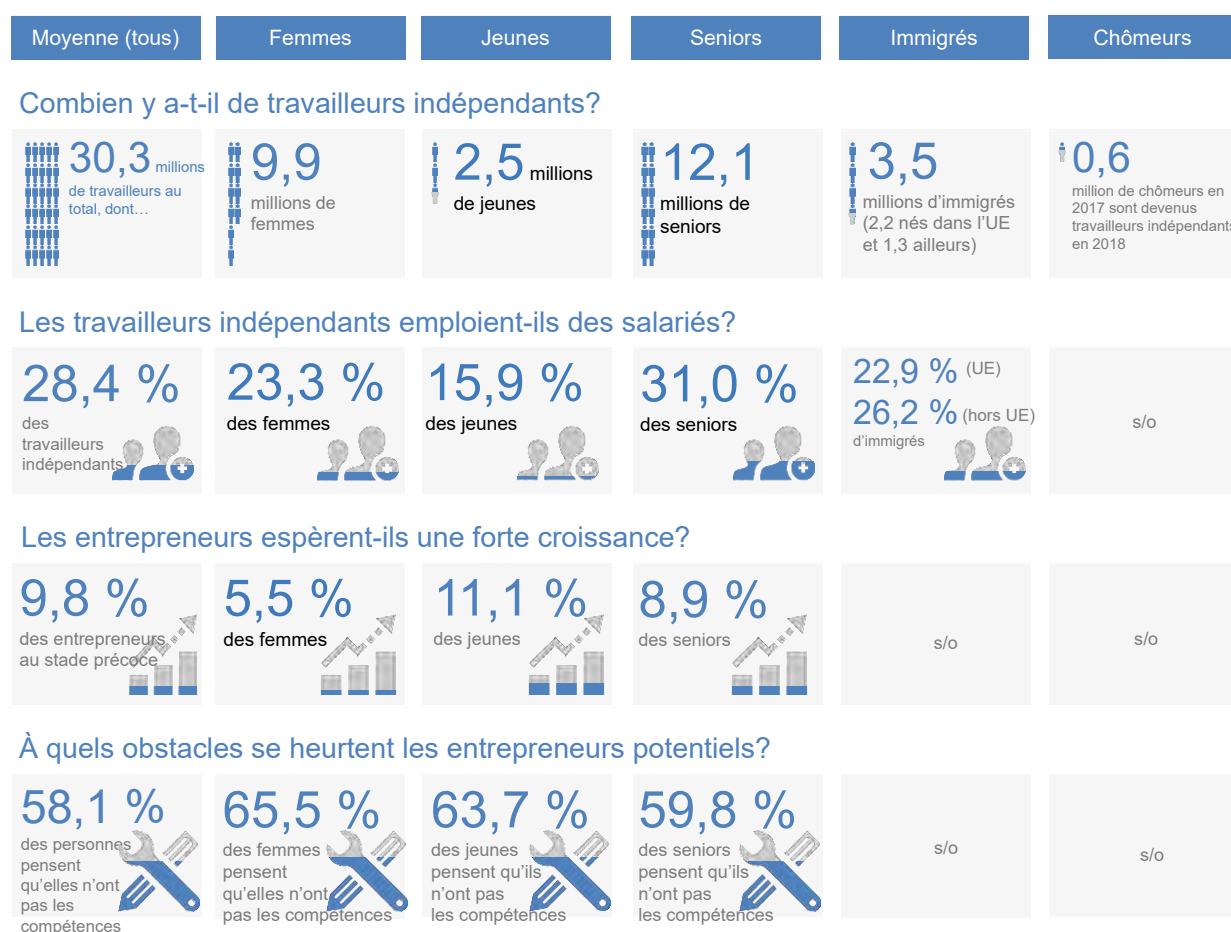 Moyenne (tous)
Femmes
Jeunes
Seniors
Immigrés
Chômeurs
Combien y a-t-il de travailleurs indépendants?
30,3 millions
de travailleurs au
total, dont…
9,9
millions de
femmes
2,5 millions
de jeunes
12,1
millions de
seniors
3,5
millions d’immigrés
(2,2 nés dans l’UE
et 1,3 ailleurs)
0,6
million de chômeurs en
2017 sont devenus
travailleurs indépendants
en 2018
Les travailleurs indépendants emploient-ils des salariés?
28,4 %
des
travailleurs
indépendants
23,3 %
des femmes
15,9 %
des jeunes
31,0 %
des seniors
22,9 % (UE)
26,2 % (hors UE)
d’immigrés
s/o
Les entrepreneurs espèrent-ils une forte croissance?
9,8 %
des entrepreneurs
au stade précoce
5,5 %
des femmes
11,1 %
des jeunes
8,9 %
des seniors
s/o
s/o
À quels obstacles se heurtent les entrepreneurs potentiels?
58,1 %
des personnes
pensent
qu’elles n’ont
pas les
compétences
65,5 %
des femmes
pensent
qu’elles n’ont
pas les compétences
63,7 %
des jeunes
pensent qu’ils
n’ont pas
les compétences
59,8 %
des seniors
pensent qu’ils
n’ont pas
les compétences
s/o
s/o